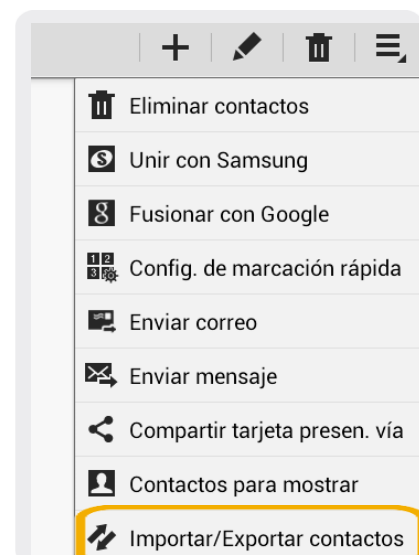 Eliminar contactos
Unir con Samsung
Fusionar con Google
Config. de marcación rápida
Enviar correo
Enviar mensaje
Compartir tarjeta presen. vía
Contactos para mostrar
Importar/Exportar contactos